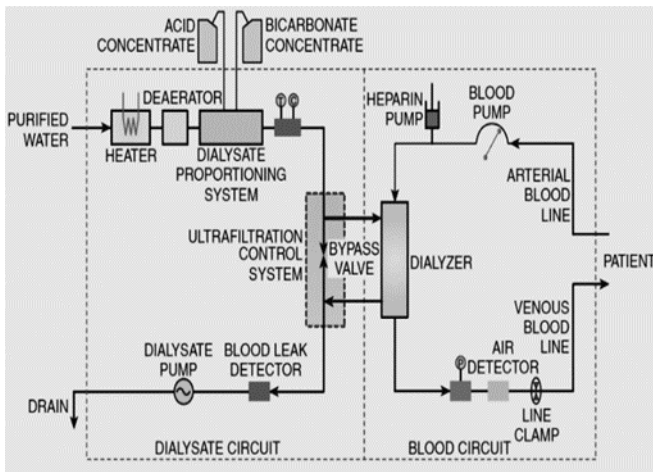 ACID
CONCENTRATE
BICARBONATE
CONCENTRATE
PURIFIED
WATER
HEATER
DEAERATOR
DIALYSATE
PROPORTIONING
SYSTEM
T
C
HEPARIN
PUMP
BLOOD
PUMP
ARTERIAL
BLOOD
LINE
ULTRAFILTRATION
CONTROL
SYSTEM
BYPASS
VALVE
DIALYZER
PATIENT
VENOUS
BLOOD
LINE
DIALYSATE
PUMP
BLOOD LEAK
DETECTOR
P
AIR
DETECTOR
LINE
CLAMP
DRAIN
DIALYSATE CIRCUIT
BLOOD CIRCUIT